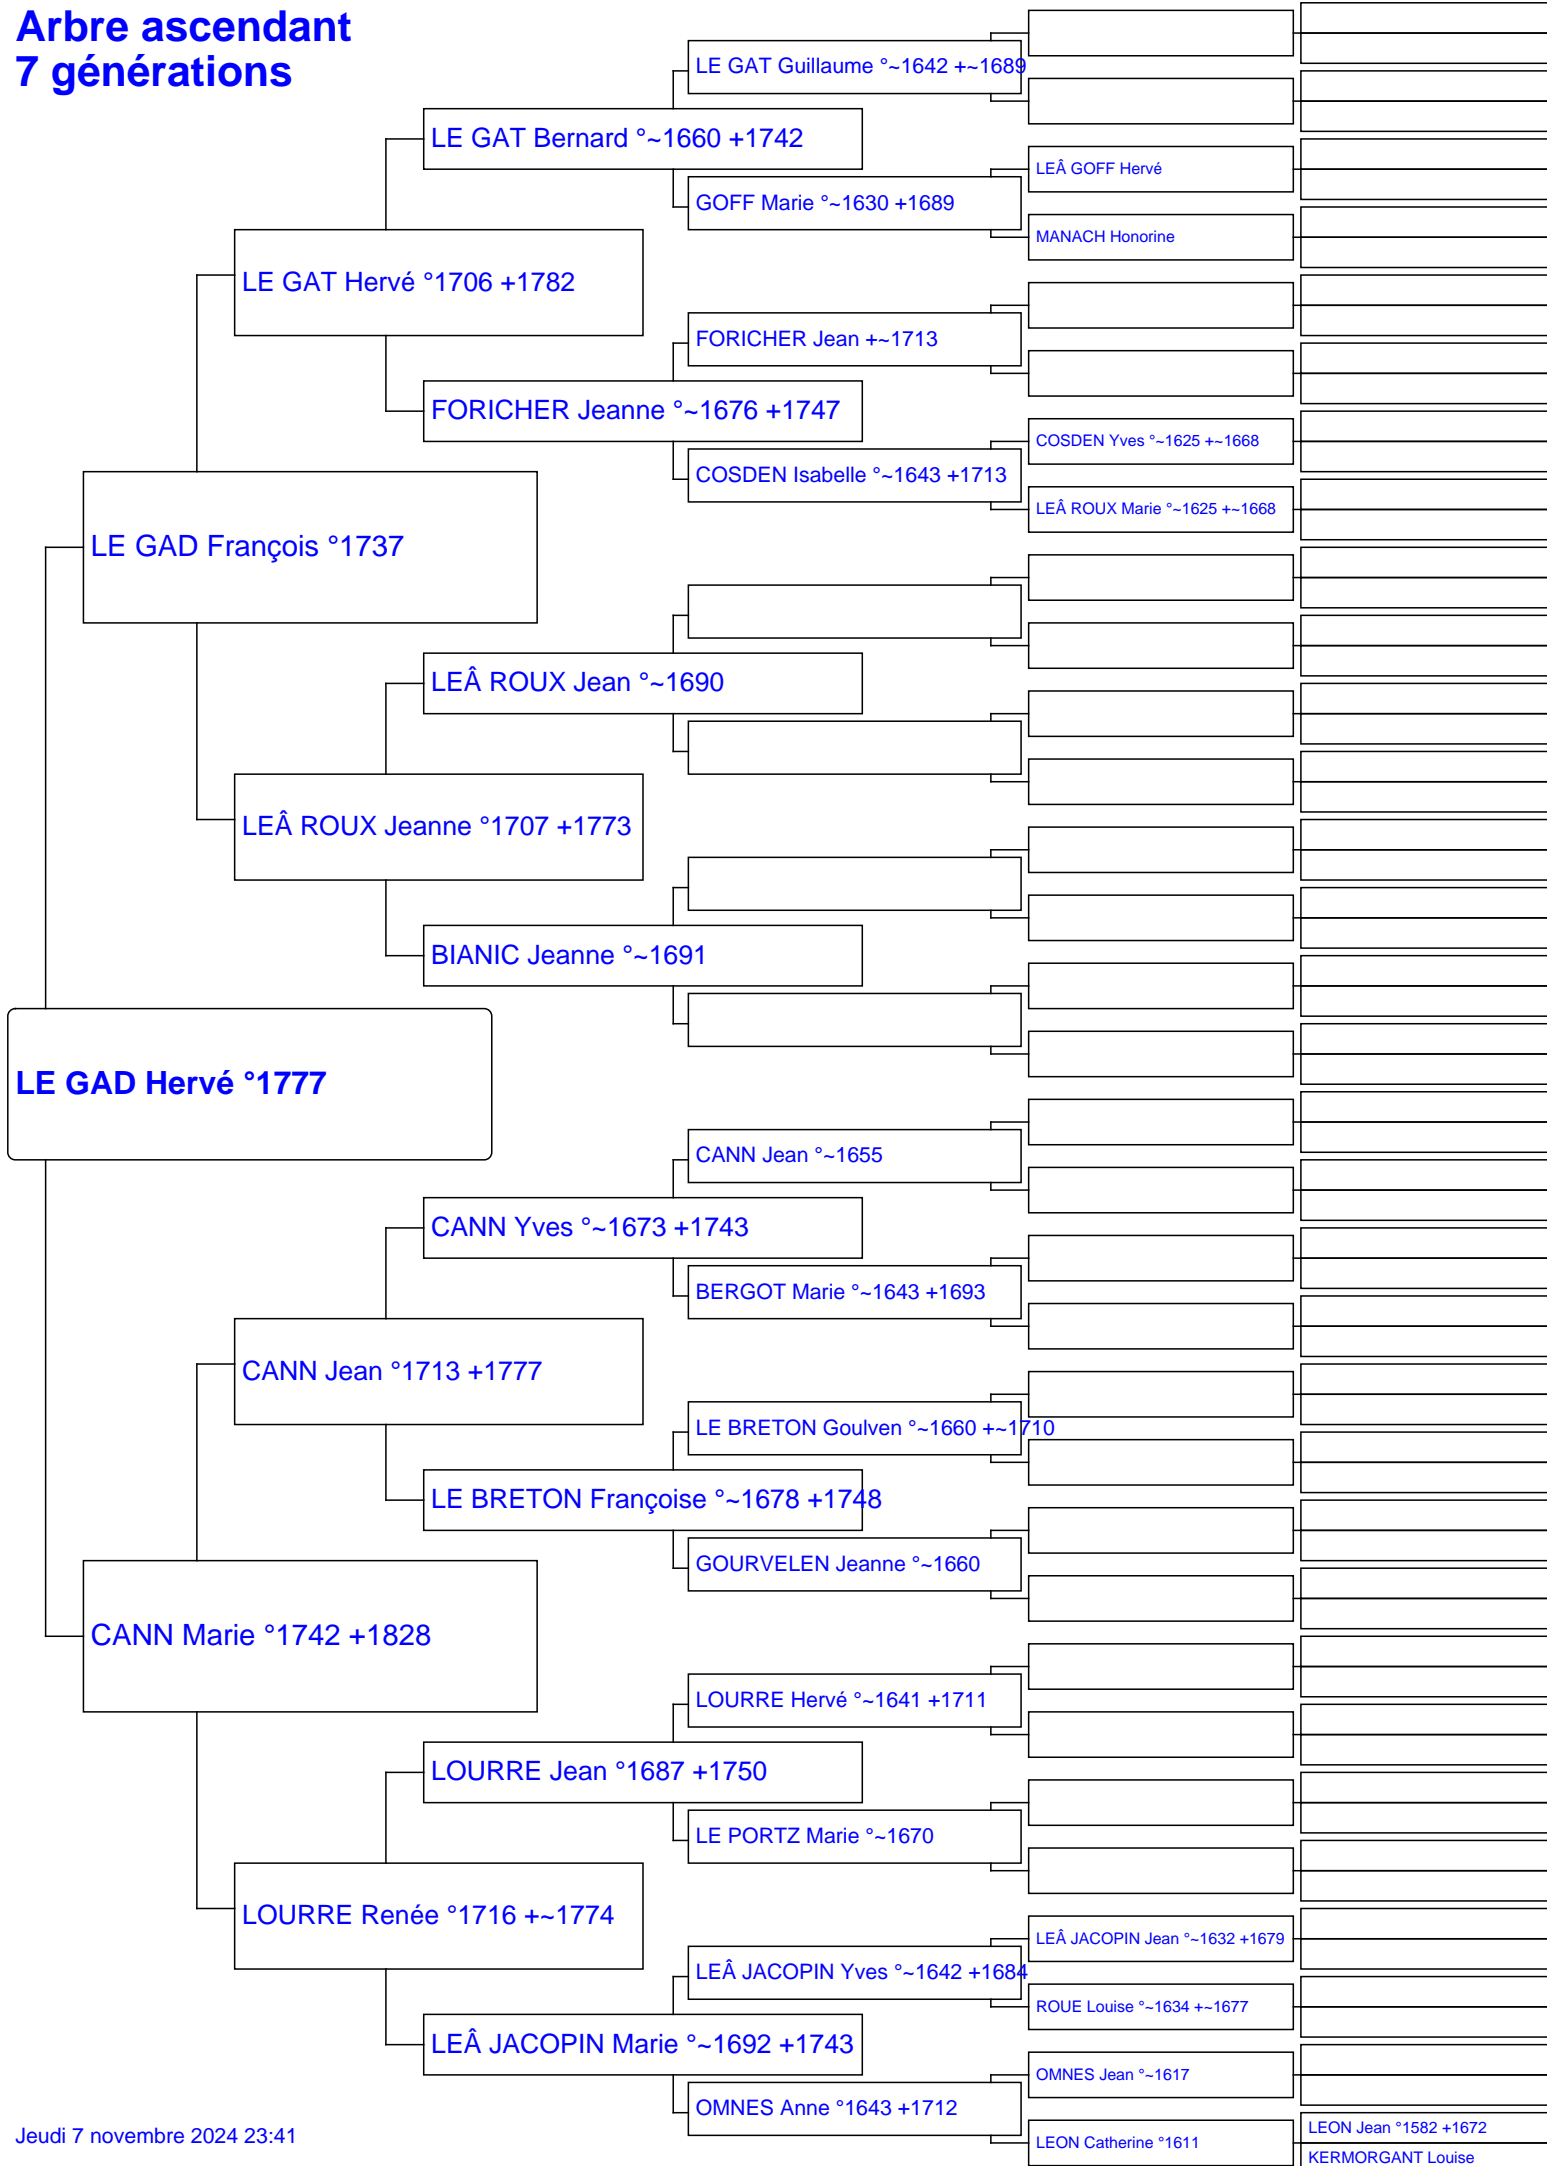 Arbre ascendant
7 générations
LE GAT Guillaume °~1642 +~1689
LE GAT Bernard °~1660 +1742
LEÂ GOFF Hervé
GOFF Marie °~1630 +1689
MANACH Honorine
LE GAT Hervé °1706 +1782
FORICHER Jean +~1713
FORICHER Jeanne °~1676 +1747
COSDEN Yves °~1625 +~1668
COSDEN Isabelle °~1643 +1713
LEÂ ROUX Marie °~1625 +~1668
LE GAD François °1737
LEÂ ROUX Jean °~1690
LEÂ ROUX Jeanne °1707 +1773
BIANIC Jeanne °~1691
LE GAD Hervé °1777
CANN Jean °~1655
CANN Yves °~1673 +1743
BERGOT Marie °~1643 +1693
CANN Jean °1713 +1777
LE BRETON Goulven °~1660 +~1710
LE BRETON Françoise °~1678 +1748
GOURVELEN Jeanne °~1660
CANN Marie °1742 +1828
LOURRE Hervé °~1641 +1711
LOURRE Jean °1687 +1750
LE PORTZ Marie °~1670
LOURRE Renée °1716 +~1774
LEÂ JACOPIN Jean °~1632 +1679
LEÂ JACOPIN Yves °~1642 +1684
ROUE Louise °~1634 +~1677
LEÂ JACOPIN Marie °~1692 +1743
OMNES Jean °~1617
OMNES Anne °1643 +1712
LEON Jean °1582 +1672
LEON Catherine °1611
KERMORGANT Louise
Jeudi 7 novembre 2024 23:41